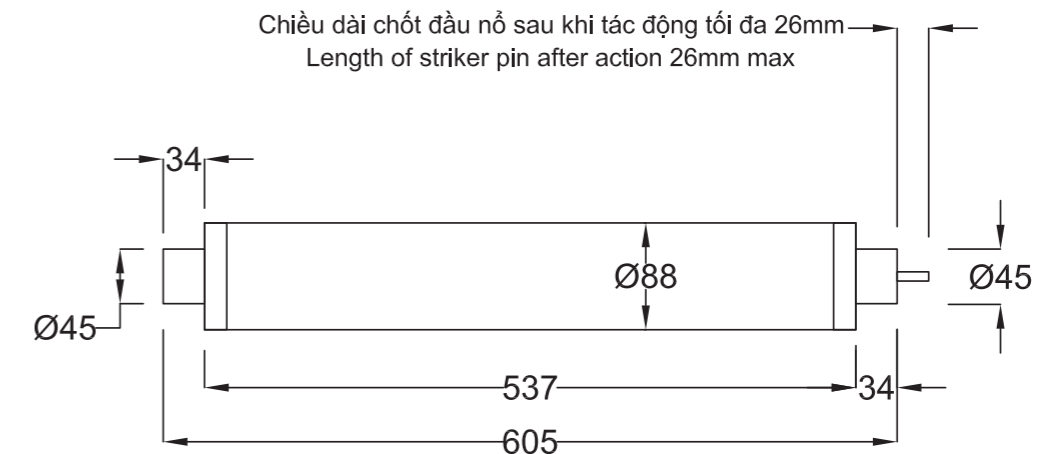 Chiều dài chốt đầu nổ sau khi tác động tối đa 26mm
Length of striker pin after action 26mm max
34
Ø88
Ø45
Ø45
537
34
605